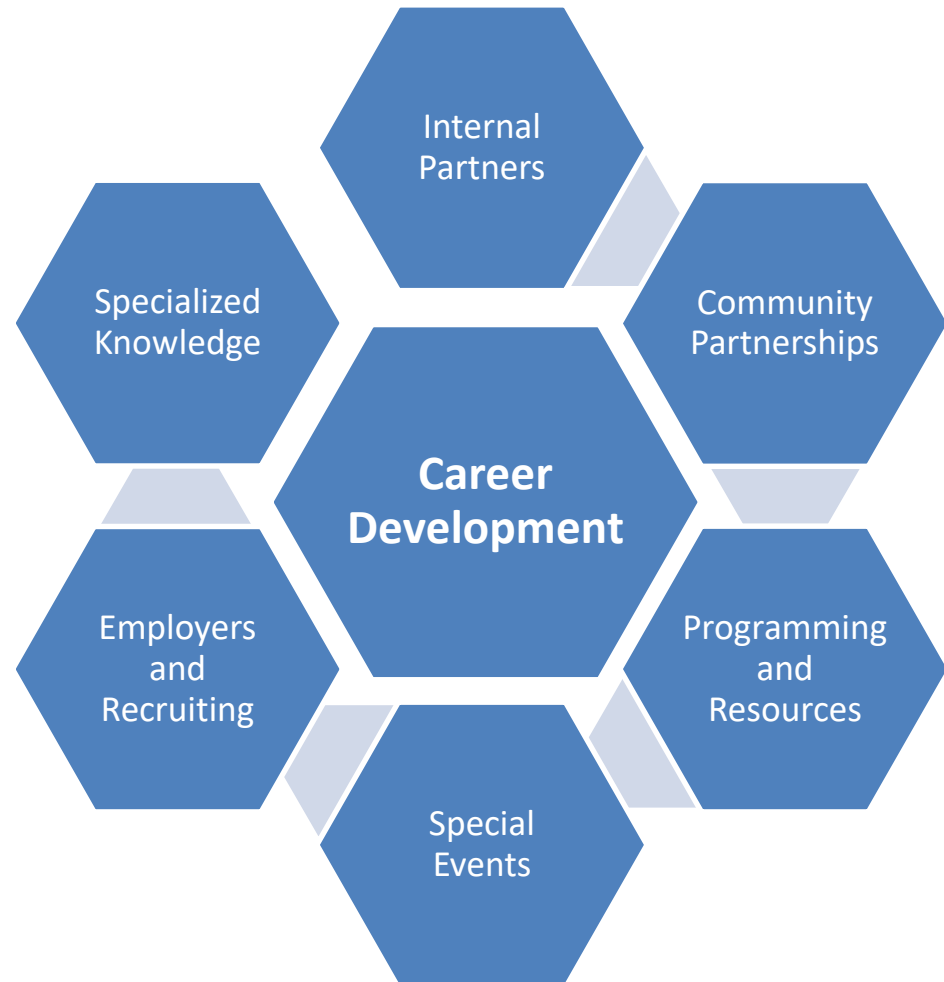 Internal
Partners
Specialized
Knowledge
Community
Partnerships
Career
Development
Employers
and
Recruiting
Programming
and
Resources
Special
Events